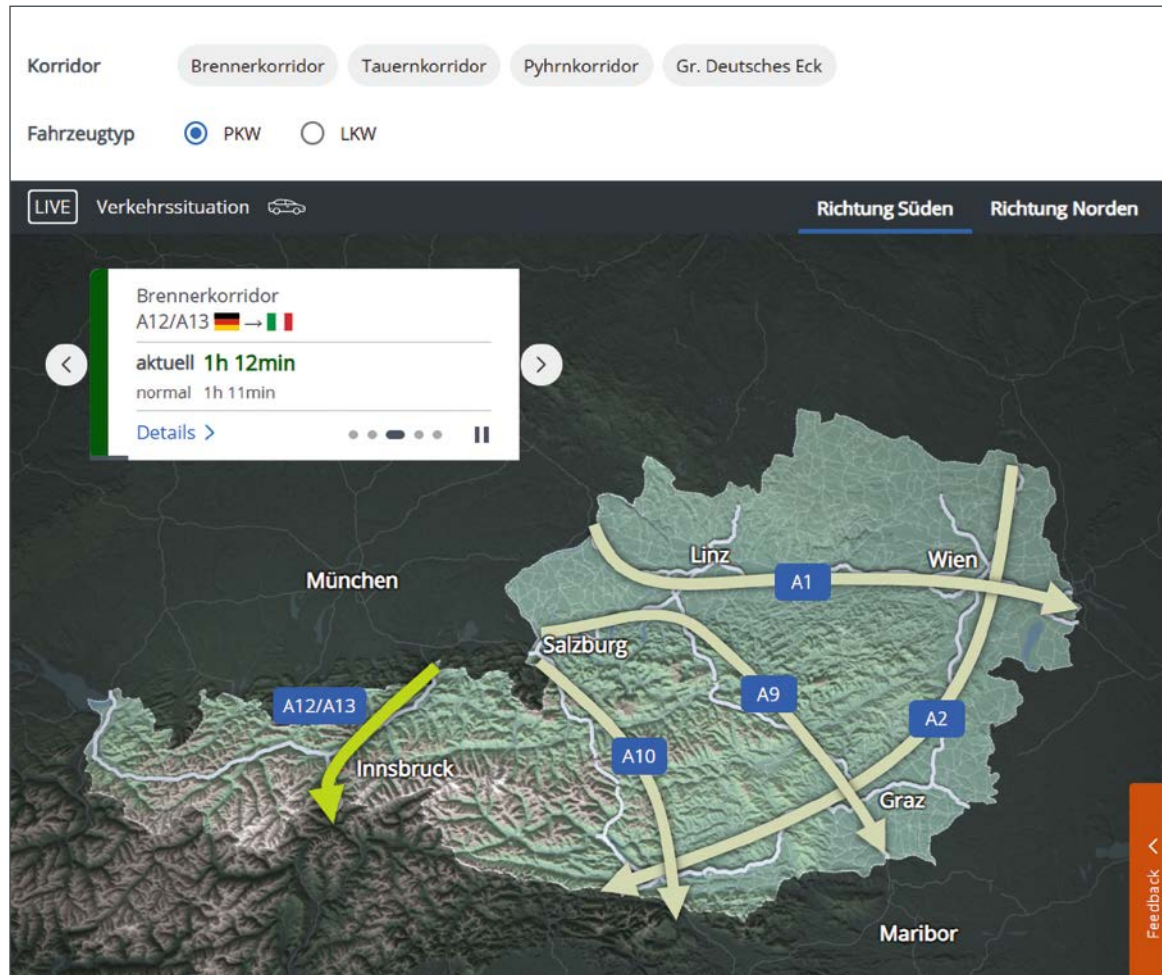 Korridor Brennerkorridor Tauernkorridor Pyhrnkorridor Gr. Deutsches Eck
Fahrzeugtyp PKW LKW
LIVE Verkehrssituation Richtung Süden Richtung Norden
Brennerkorridor
A12/A13 →
aktuell 1h 12min
normal 1h 11min
Details >
Linz
Wien
München
A1
Salzburg
A9
A12/A13
A2
A10
Innsbruck
Graz
Feedback
Maribor